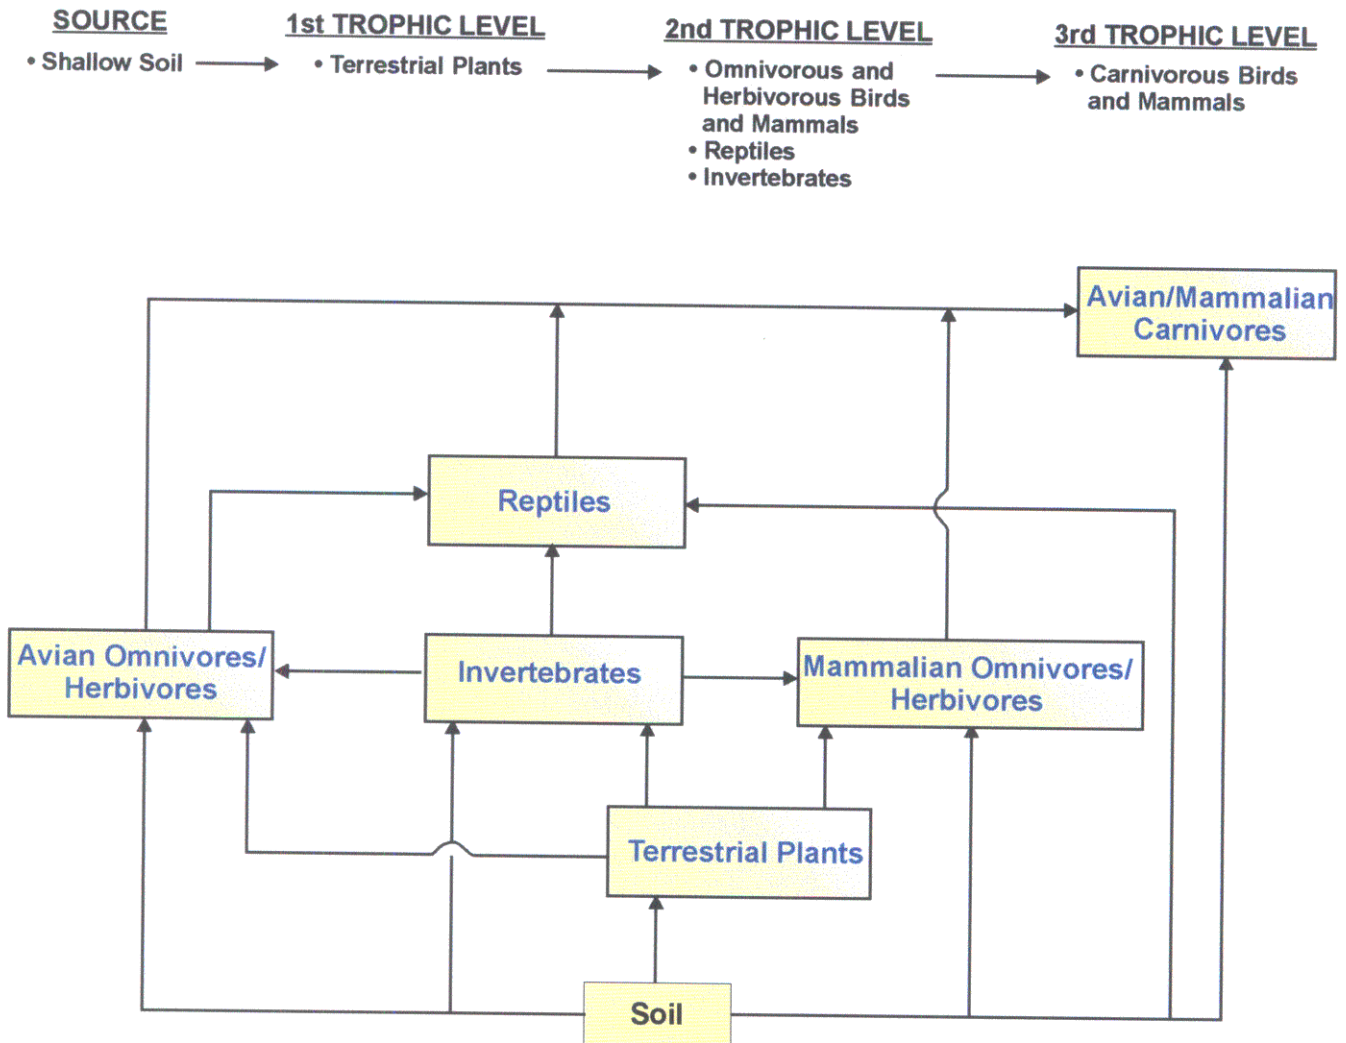 SOURCE
• Shallow Soil
1st TROPHIC LEVEL
• Terrestrial Plants
2nd TROPHIC LEVEL
• Omnivorous and
Herbivorous Birds
and Mammals
• Reptiles
• Invertebrates
3rd TROPHIC LEVEL
• Carnivorous Birds
and Mammals
Avian/Mammalian
Carnivores
Reptiles
Avian Omnivores/
Herbivores
Invertebrates
Mammalian Omnivores/
Herbivores
Terrestrial Plants
Soil